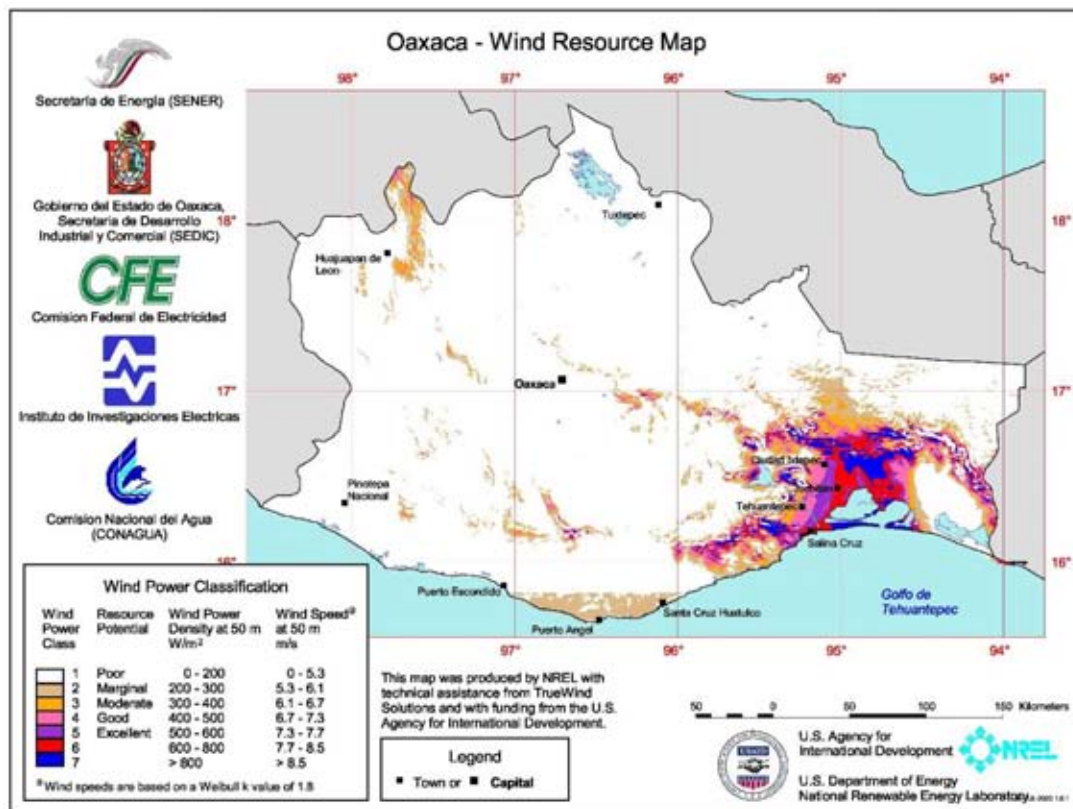 Oaxaca - Wind Resource Map
98°
97°
96°
95°
94°
Secretaría de Energía (SENER)
Gobierno del Estado de Oaxaca,
Secretaria de Desarrollo
Industrial y Comercial (SEDIC)
CFE
Comision Federal de Electricidad
Instituto de Investigaciones Electricas
Comision Nacional del Agua
(CONAGUA)
Tuxtepec
18°
18°
Huajuapan de
Leon
Oaxaca
17°
17°
Ciudad Ixtepec
Pinotepa
Nacional
Tehuantepec
Salina Cruz
16°
16°
Puerto Escondido
Santa Cruz Huatulco
Puerto Angel
Golfo de
Tehuantepec
97°
96°
95°
94°
Wind Power Classification
Wind Power Class
Resource Potential
Wind Power Density at 50 m W/m²
Wind Speedª at 50 m m/s
1 Poor 0 - 200 0 - 5.3
2 Marginal 200 - 300 5.3 - 6.1
3 Moderate 300 - 400 6.1 - 6.7
4 Good 400 - 500 6.7 - 7.3
5 Excellent 500 - 600 7.3 - 7.7
6 600 - 800 7.7 - 8.5
7 > 800 > 8.5
ª Wind speeds are based on a Weibull k value of 1.8
This map was produced by NREL with
technical assistance from TrueWind
Solutions and with funding from the U.S.
Agency for International Development.
Legend
Town or Capital
50 0 50 100 150 Kilometers
USAID
U.S. Agency for
International Development
NREL
U.S. Department of Energy
National Renewable Energy Laboratory